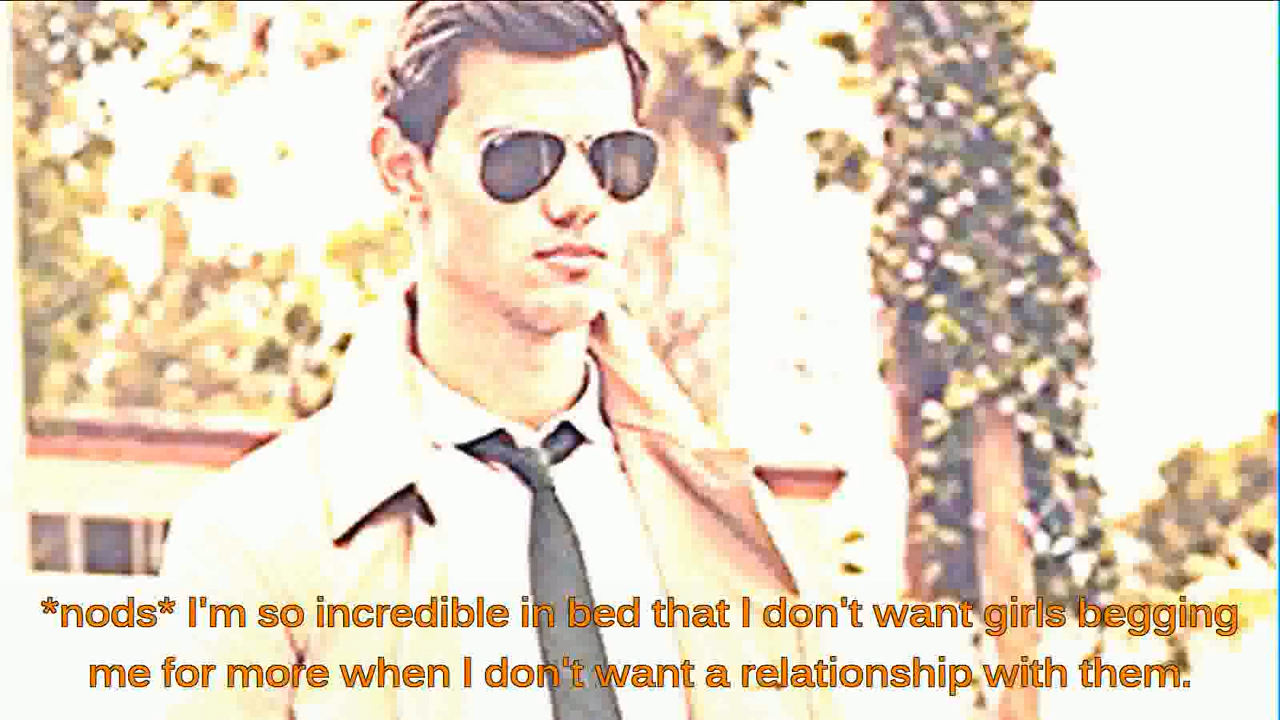 *nods* I'm so incredible in bed that I don't want girls begging
me for more when I don't want a relationship with them.